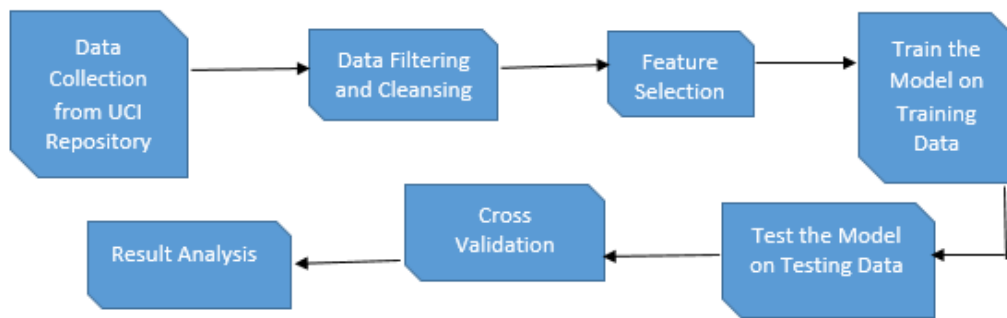 Data
Collection
from UCI
Repository
Data Filtering
and Cleansing
Feature
Selection
Train the
Model on
Training
Data
Test the Model
on Testing Data
Cross
Validation
Result Analysis